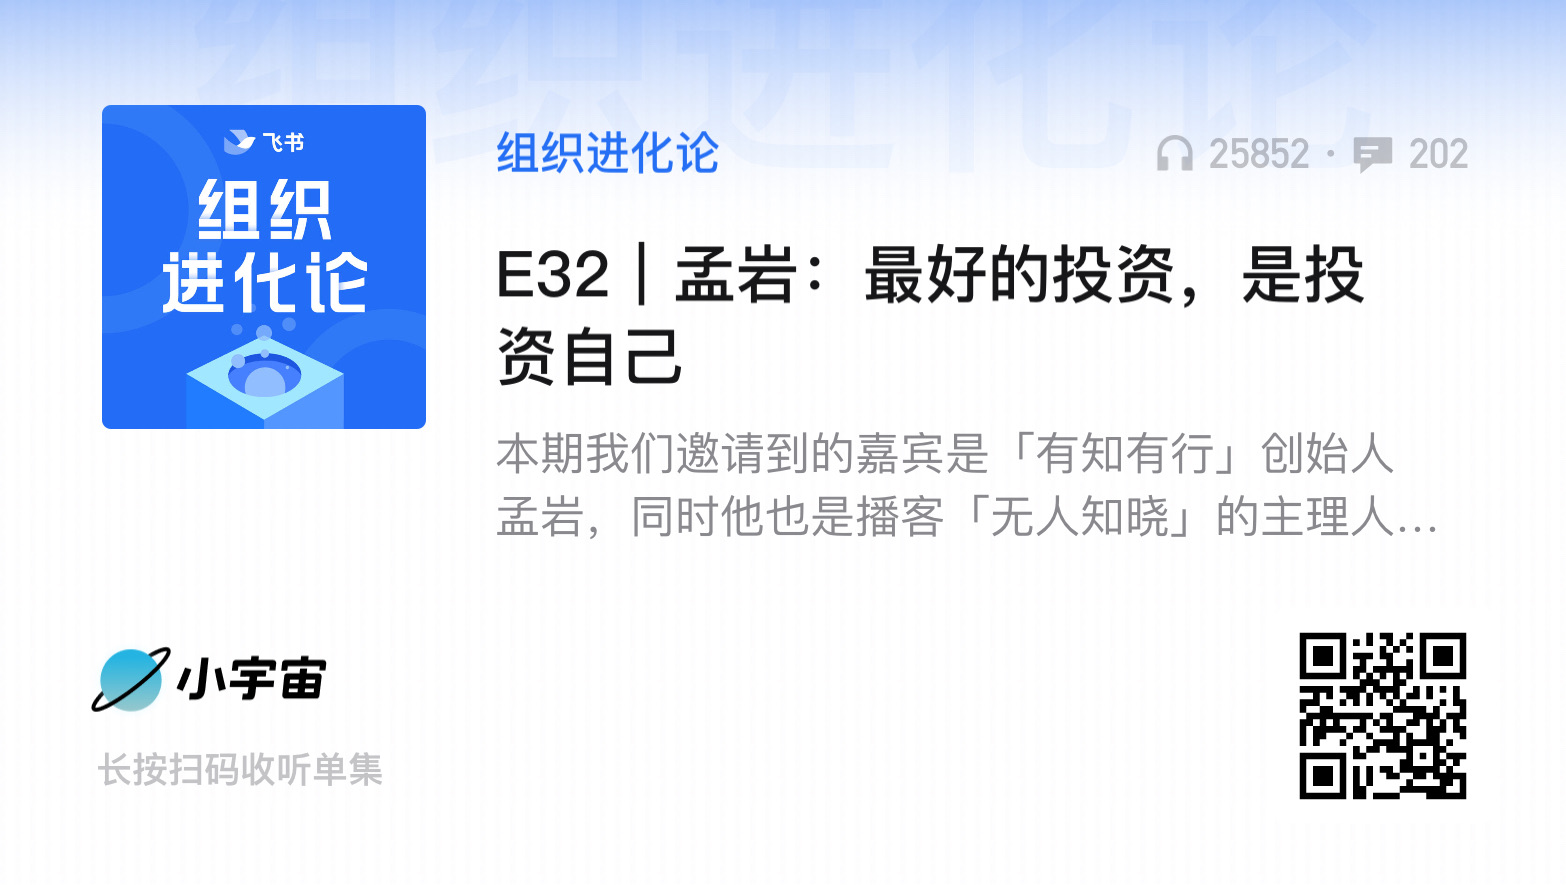 组织进化论
飞书
组织
进化论
组织进化论
25852 · 202
E32｜孟岩：最好的投资，是投
资自己
本期我们邀请到的嘉宾是「有知有行」创始人
孟岩，同时他也是播客「无人知晓」的主理人...
小宇宙
长按扫码收听单集